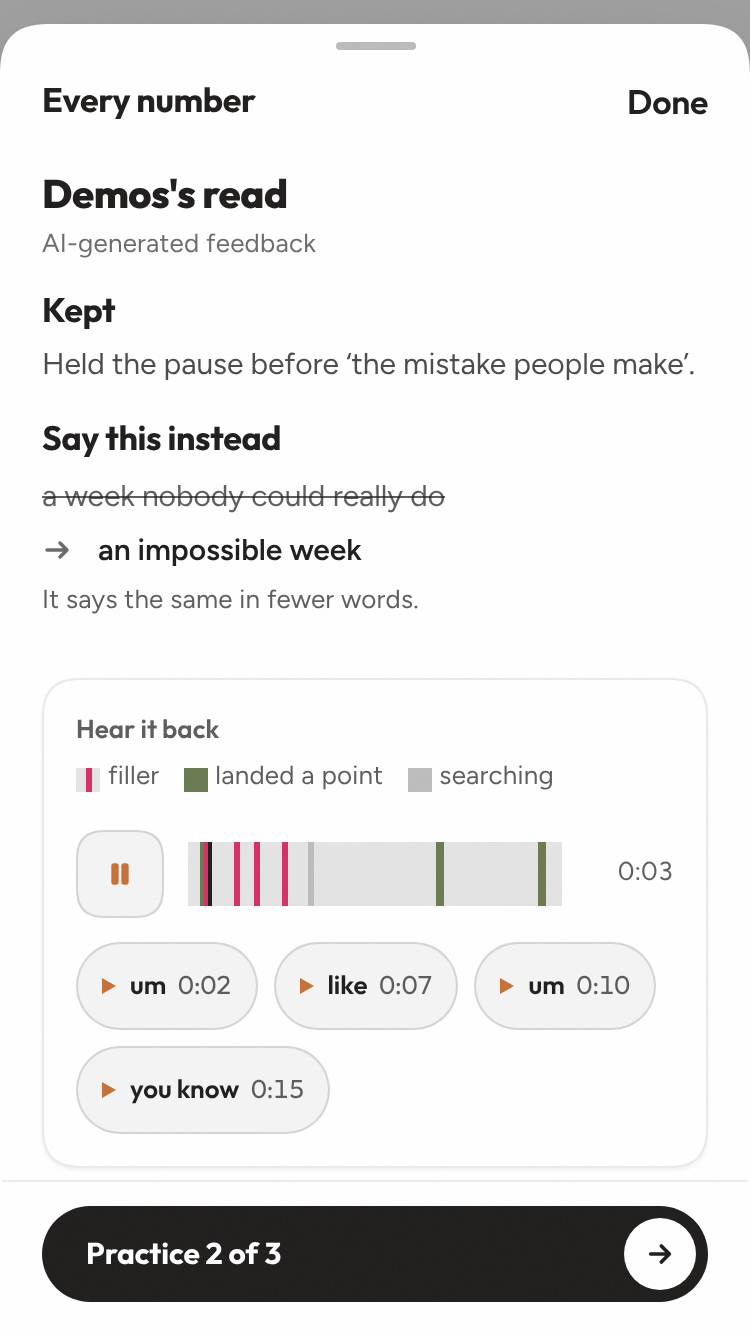 Every number
Done
Demos's read
AI-generated feedback
Kept
Held the pause before ‘the mistake people make’.
Say this instead
a week nobody could really do
→ an impossible week
It says the same in fewer words.
Hear it back
filler landed a point searching
0:03
um 0:02 like 0:07 um 0:10
you know 0:15
Practice 2 of 3